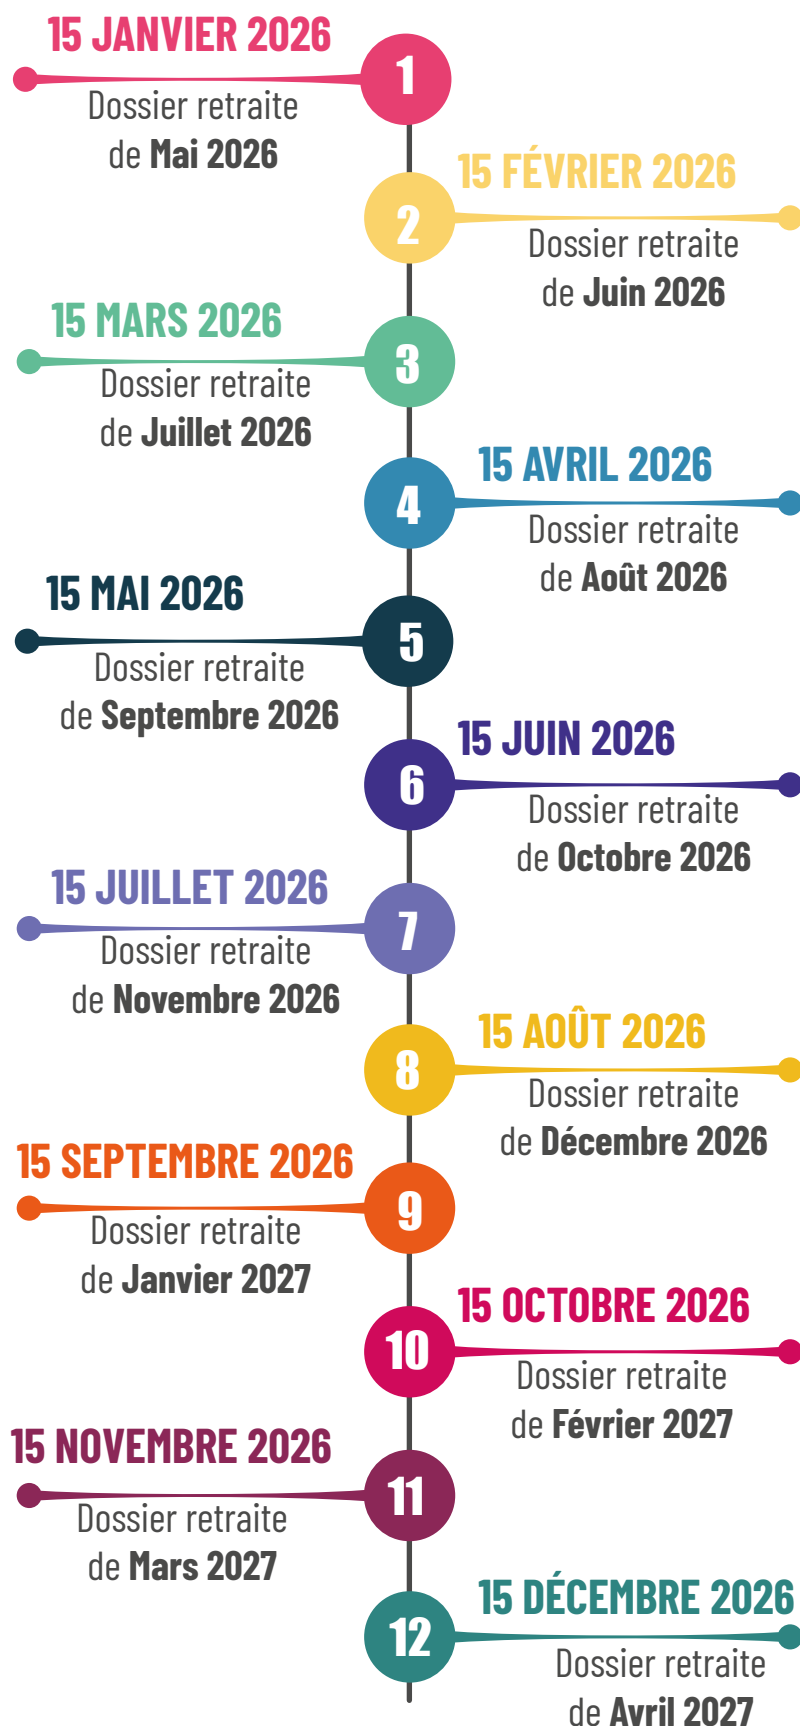 15 JANVIER 2026
1
Dossier retraite
de Mai 2026
15 FÉVRIER 2026
2
Dossier retraite
de Juin 2026
15 MARS 2026
3
Dossier retraite
de Juillet 2026
15 AVRIL 2026
4
Dossier retraite
de Août 2026
15 MAI 2026
5
Dossier retraite
de Septembre 2026
15 JUIN 2026
6
Dossier retraite
de Octobre 2026
15 JUILLET 2026
7
Dossier retraite
de Novembre 2026
15 AOÛT 2026
8
Dossier retraite
de Décembre 2026
15 SEPTEMBRE 2026
9
Dossier retraite
de Janvier 2027
15 OCTOBRE 2026
10
Dossier retraite
de Février 2027
15 NOVEMBRE 2026
11
Dossier retraite
de Mars 2027
15 DÉCEMBRE 2026
12
Dossier retraite
de Avril 2027